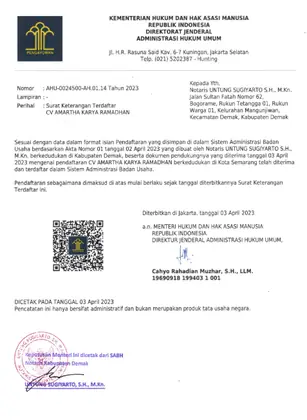 KEMENTERIAN HUKUM DAN HAK ASASI MANUSIA
REPUBLIK INDONESIA
DIREKTORAT JENDERAL
ADMINISTRASI HUKUM UMUM
Jl. H.R. Rasuna Said Kav. 6-7 Kuningan, Jakarta Selatan
Telp. (021) 5202387 - Hunting
Nomor : AHU-0024500-AH.01.14 Tahun 2023
Lampiran : -
Perihal : Surat Keterangan Terdaftar
CV AMARTHA KARYA RAMADHAN
Kepada Yth,
Notaris UNTUNG SUGIYARTO S.H., M.Kn.
Jalan Sultan Fatah Nomor 62,
Bogorame, Rukun Tetangga 01, Rukun
Warga 01, Kelurahan Mangunjiwan,
Kecamatan Demak, Kabupaten Demak
Sesuai dengan data dalam format isian Pendaftaran yang disimpan di dalam Sistem Administrasi Badan
Usaha berdasarkan Akta Nomor 01 Tanggal 02 April 2023 yang dibuat oleh Notaris UNTUNG SUGIYARTO S.H.,
M.Kn. berkedudukan di Kabupaten Demak, beserta dokumen pendukungnya yang diterima tanggal 03 April
2023 mengenai pendaftaran CV AMARTHA KARYA RAMADHAN berkedudukan di Kota Semarang telah diterima
dan terdaftar dalam Sistem Administrasi Badan Usaha.
Pendaftaran sebagaimana dimaksud di atas mulai berlaku sejak tanggal diterbitkannya Surat Keterangan
Terdaftar ini.
Diterbitkan di Jakarta, tanggal 03 April 2023
a.n. MENTERI HUKUM DAN HAK ASASI MANUSIA
REPUBLIK INDONESIA
DIREKTUR JENDERAL ADMINISTRASI HUKUM UMUM,
Cahyo Rahadian Muzhar, S.H., LLM.
19690918 199403 1 001
DICETAK PADA TANGGAL 03 April 2023
Pencatatan ini hanya bersifat administratif dan bukan merupakan produk tata usaha negara.
Keputusan Menteri ini dicetak dari SABH
Notaris Kabupaten Demak
UNTUNG SUGIYARTO, S.H., M.Kn.